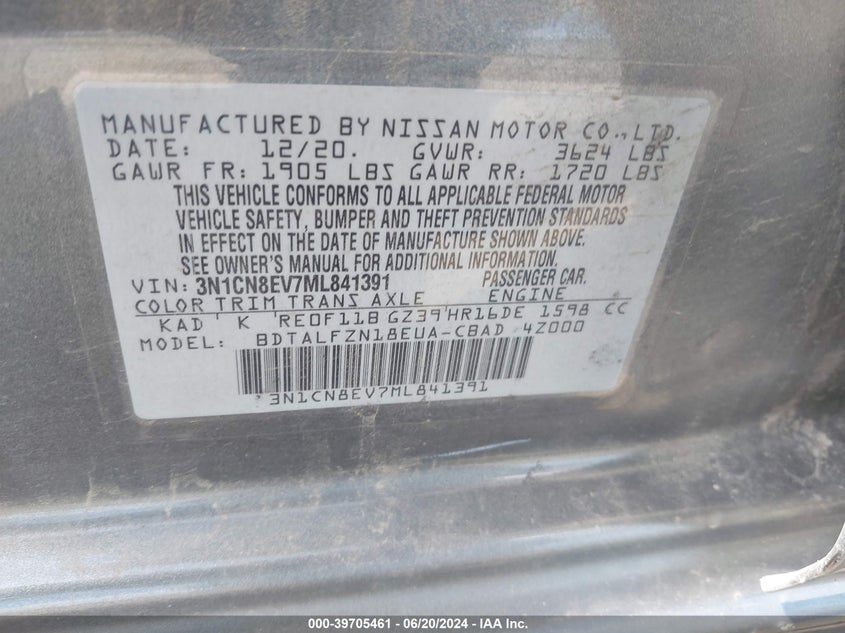 MANUFACTURED BY NISSAN MOTOR CO., LTD.
DATE: 12/20. GVWR: 3624 LBS
GAWR FR: 1905 LBS GAWR RR: 1720 LBS
THIS VEHICLE CONFORMS TO ALL APPLICABLE FEDERAL MOTOR
VEHICLE SAFETY, BUMPER AND THEFT PREVENTION STANDARDS
IN EFFECT ON THE DATE OF MANUFACTURE SHOWN ABOVE.
SEE OWNER'S MANUAL FOR ADDITIONAL INFORMATION.
VIN: 3N1CN8EV7ML841391 PASSENGER CAR.
COLOR TRIM TRANS AXLE ENGINE
KAD K RE0F11B GZ39 HR16DE 1598 CC
MODEL: BDTALFZN18EUA-CBAD 4Z000
3N1CN8EV7ML841391
000-39705461 | 06/20/2024 | IAA Inc.